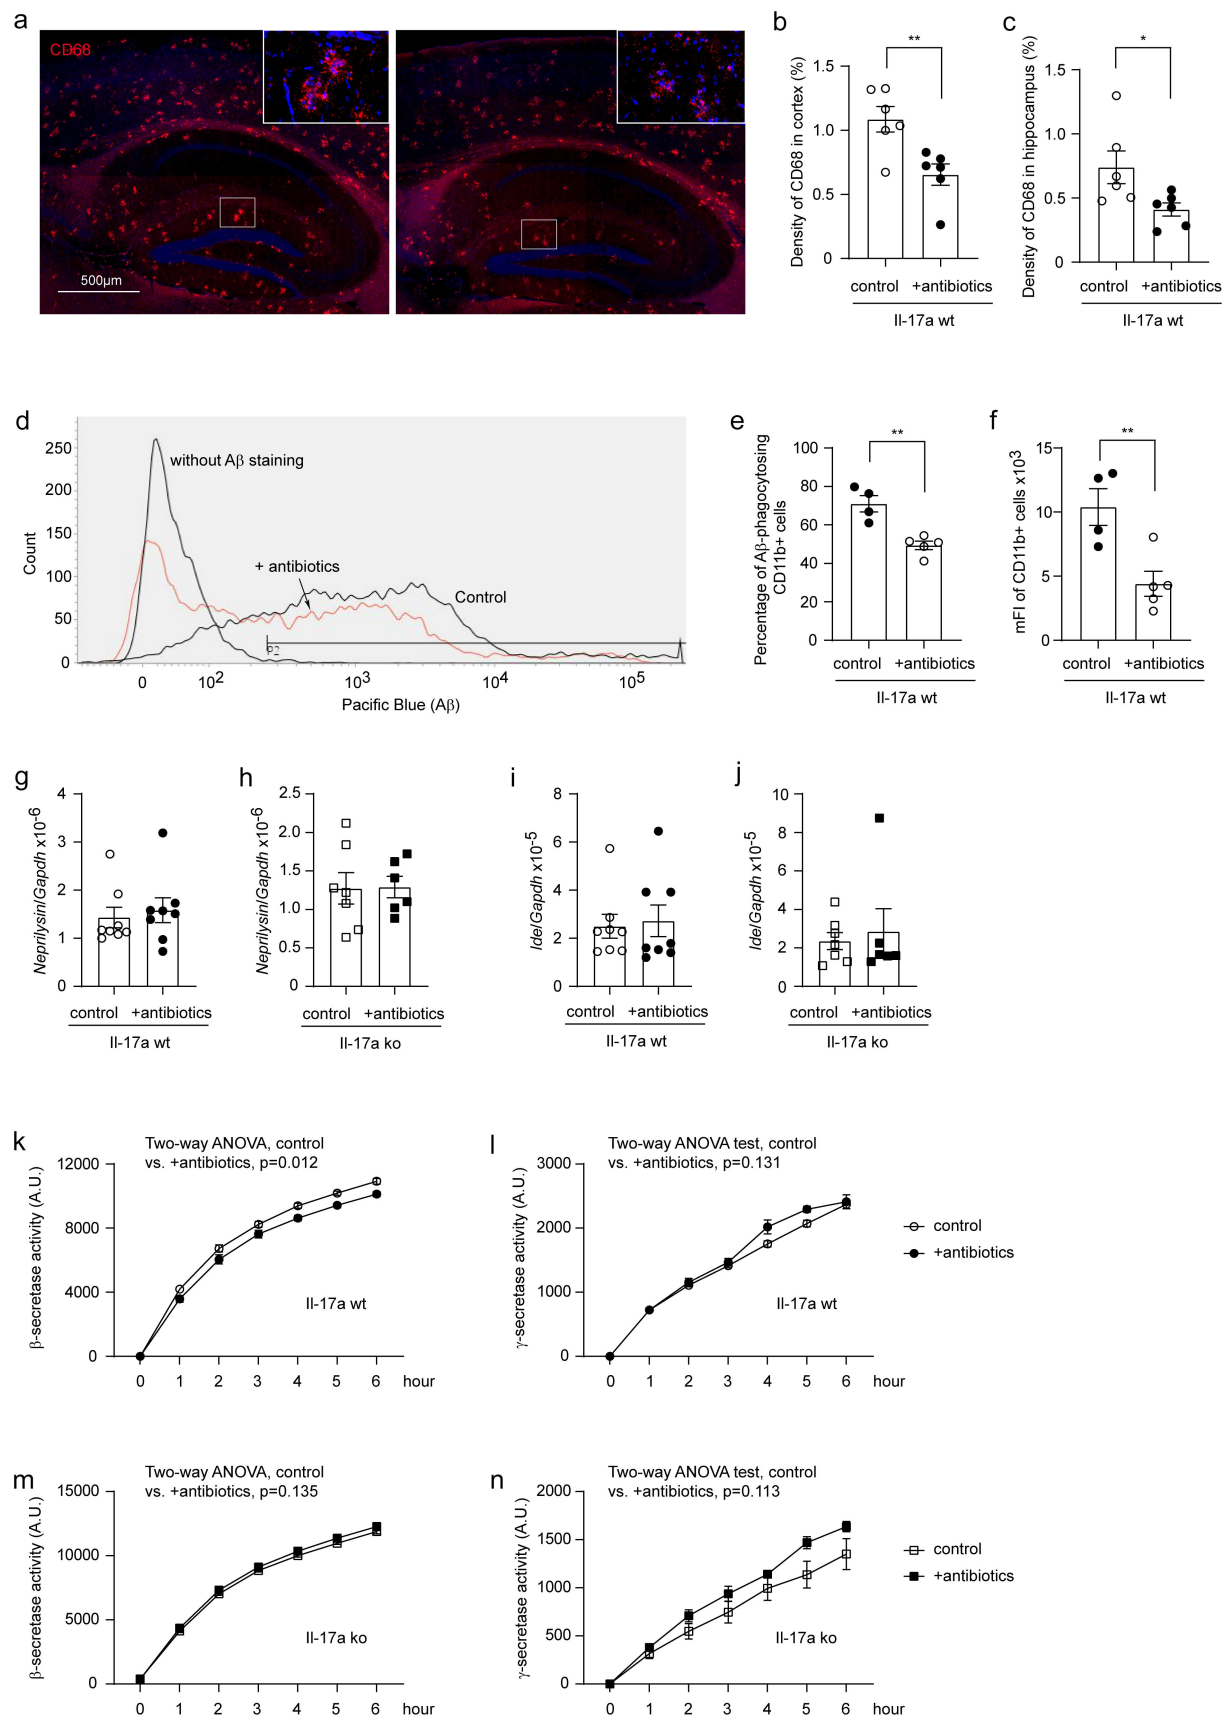 a
CD68
500μm
b
**
Density of CD68 in cortex (%)
1.5
1.0
0.5
0
control +antibiotics
Il-17a wt
c
*
Density of CD68 in hippocampus (%)
1.5
1.0
0.5
0
control +antibiotics
Il-17a wt
d
Count
250
200
150
100
50
0
without Aβ staining
+ antibiotics
Control
P2
0 10² 10³ 10⁴ 10⁵
Pacific Blue (Aβ)
e
**
Percentage of Aβ-phagocytosing
CD11b+ cells
100
80
60
40
20
0
control +antibiotics
Il-17a wt
f
**
mFI of CD11b+ cells x10³
15
10
5
0
control +antibiotics
Il-17a wt
g
Neprilysin/Gapdh x10⁻⁶
4
3
2
1
0
control +antibiotics
Il-17a wt
h
Neprilysin/Gapdh x10⁻⁶
2.5
2.0
1.5
1.0
0.5
0
control +antibiotics
Il-17a ko
i
Ide/Gapdh x10⁻⁵
8
6
4
2
0
control +antibiotics
Il-17a wt
j
Ide/Gapdh x10⁻⁵
10
8
6
4
2
0
control +antibiotics
Il-17a ko
k
Two-way ANOVA, control
vs. +antibiotics, p=0.012
β-secretase activity (A.U.)
12000
8000
4000
0
Il-17a wt
0 1 2 3 4 5 6 hour
l
Two-way ANOVA test, control
vs. +antibiotics, p=0.131
γ-secretase activity (A.U.)
3000
2000
1000
0
Il-17a wt
0 1 2 3 4 5 6 hour
control
+antibiotics
m
Two-way ANOVA, control
vs. +antibiotics, p=0.135
β-secretase activity (A.U.)
15000
10000
5000
0
Il-17a ko
0 1 2 3 4 5 6 hour
n
Two-way ANOVA test, control
vs. +antibiotics, p=0.113
γ-secretase activity (A.U.)
2000
1500
1000
500
0
Il-17a ko
0 1 2 3 4 5 6 hour
control
+antibiotics